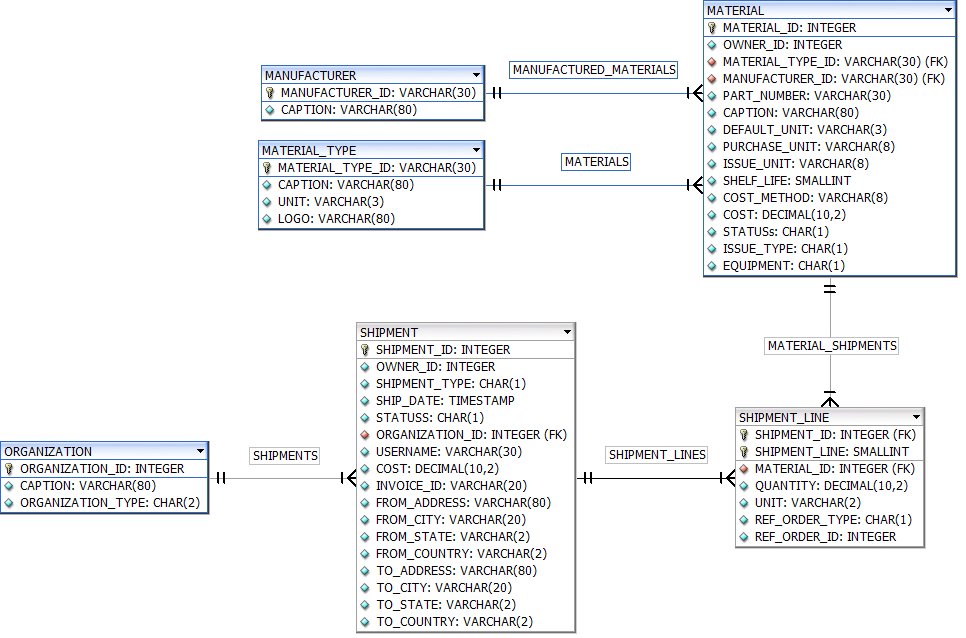 MATERIAL
MATERIAL_ID: INTEGER
OWNER_ID: INTEGER
MATERIAL_TYPE_ID: VARCHAR(30) (FK)
MANUFACTURER_ID: VARCHAR(30) (FK)
PART_NUMBER: VARCHAR(30)
CAPTION: VARCHAR(80)
DEFAULT_UNIT: VARCHAR(3)
PURCHASE_UNIT: VARCHAR(8)
ISSUE_UNIT: VARCHAR(8)
SHELF_LIFE: SMALLINT
COST_METHOD: VARCHAR(8)
COST: DECIMAL(10,2)
STATUSs: CHAR(1)
ISSUE_TYPE: CHAR(1)
EQUIPMENT: CHAR(1)
MANUFACTURED_MATERIALS
MANUFACTURER
MANUFACTURER_ID: VARCHAR(30)
CAPTION: VARCHAR(80)
MATERIAL_TYPE
MATERIAL_TYPE_ID: VARCHAR(30)
CAPTION: VARCHAR(80)
UNIT: VARCHAR(3)
LOGO: VARCHAR(80)
MATERIALS
MATERIAL_SHIPMENTS
SHIPMENT
SHIPMENT_ID: INTEGER
OWNER_ID: INTEGER
SHIPMENT_TYPE: CHAR(1)
SHIP_DATE: TIMESTAMP
STATUSS: CHAR(1)
ORGANIZATION_ID: INTEGER (FK)
USERNAME: VARCHAR(30)
COST: DECIMAL(10,2)
INVOICE_ID: VARCHAR(20)
FROM_ADDRESS: VARCHAR(80)
FROM_CITY: VARCHAR(20)
FROM_STATE: VARCHAR(2)
FROM_COUNTRY: VARCHAR(2)
TO_ADDRESS: VARCHAR(80)
TO_CITY: VARCHAR(20)
TO_STATE: VARCHAR(2)
TO_COUNTRY: VARCHAR(2)
SHIPMENT_LINE
SHIPMENT_ID: INTEGER (FK)
SHIPMENT_LINE: SMALLINT
MATERIAL_ID: INTEGER (FK)
QUANTITY: DECIMAL(10,2)
UNIT: VARCHAR(2)
REF_ORDER_TYPE: CHAR(1)
REF_ORDER_ID: INTEGER
SHIPMENT_LINES
SHIPMENTS
ORGANIZATION
ORGANIZATION_ID: INTEGER
CAPTION: VARCHAR(80)
ORGANIZATION_TYPE: CHAR(2)